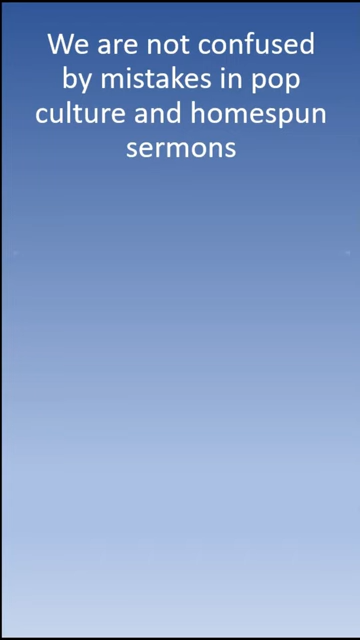 We are not confused
by mistakes in pop
culture and homespun
sermons